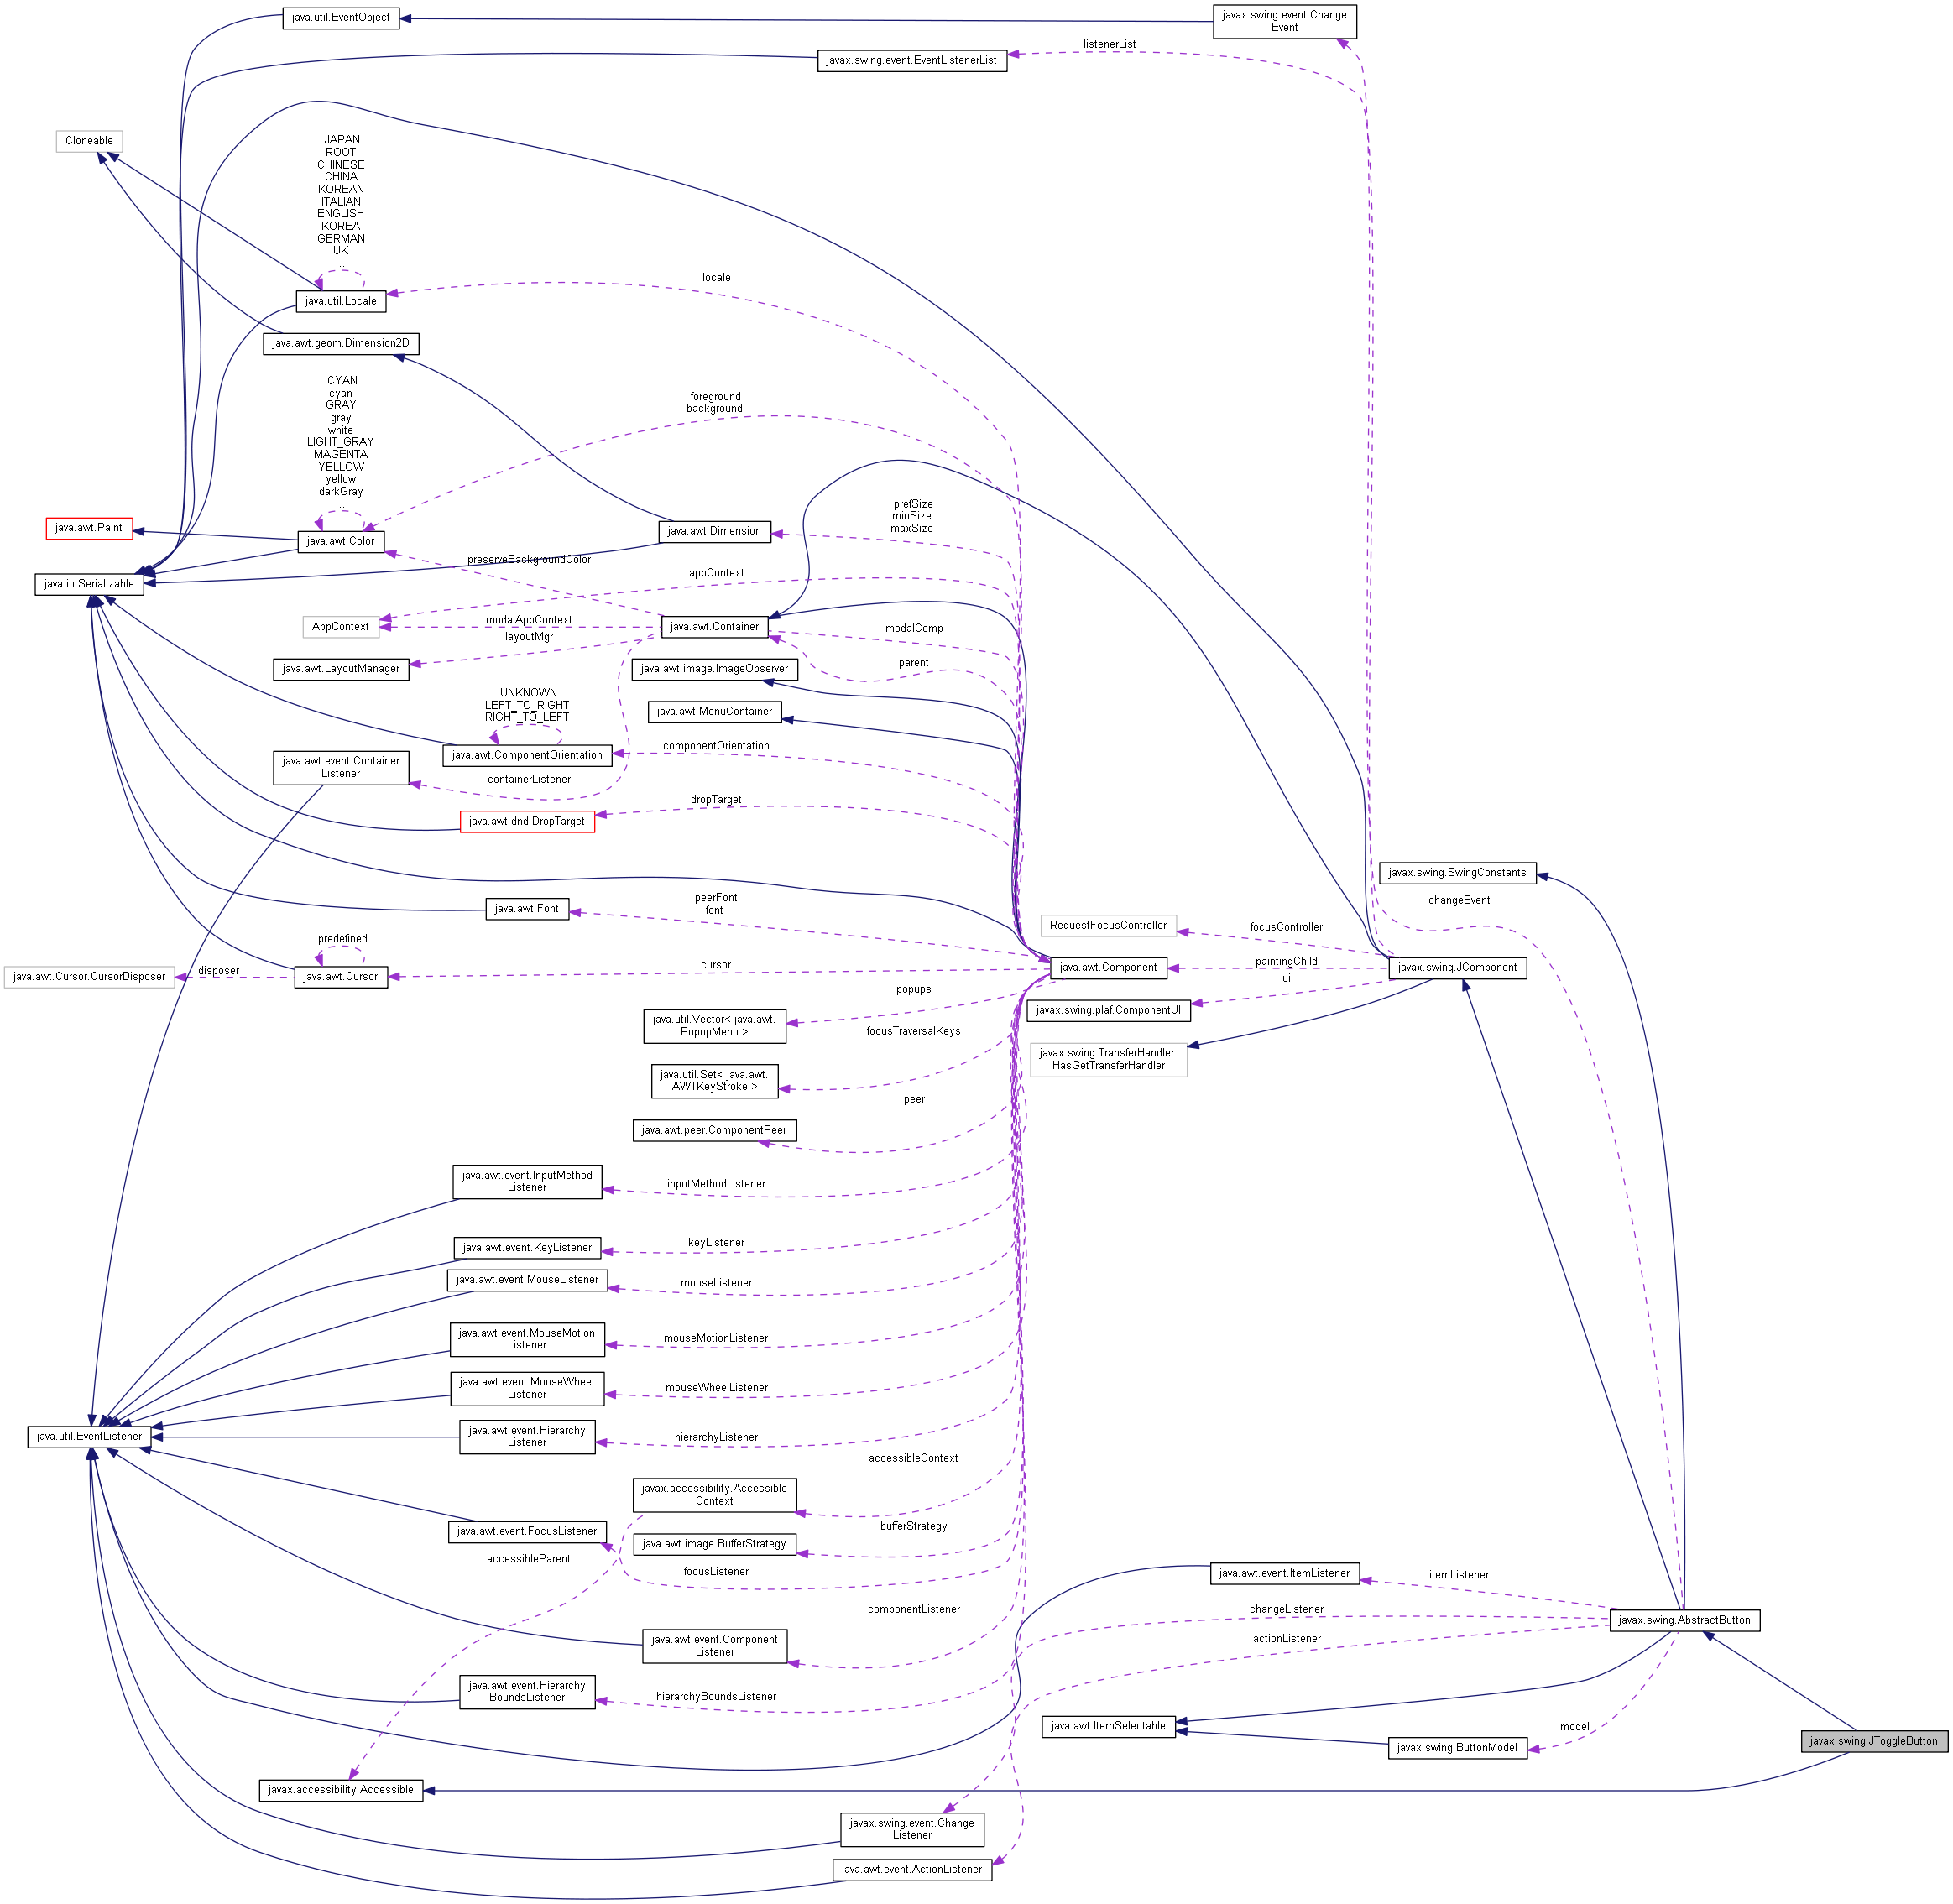 java.util.EventObject
javax.swing.event.Change
Event
listenerList
javax.swing.event.EventListenerList
Cloneable
JAPAN
ROOT
CHINESE
CHINA
KOREAN
ITALIAN
ENGLISH
KOREA
GERMAN
UK
...
locale
java.util.Locale
java.awt.geom.Dimension2D
CYAN
cyan
GRAY
gray
white
LIGHT_GRAY
MAGENTA
YELLOW
yellow
darkGray
...
foreground
background
prefSize
minSize
maxSize
java.awt.Paint
java.awt.Color
java.awt.Dimension
preserveBackgroundColor
java.io.Serializable
appContext
AppContext
modalAppContext
layoutMgr
java.awt.Container
modalComp
parent
java.awt.LayoutManager
java.awt.image.ImageObserver
UNKNOWN
LEFT_TO_RIGHT
RIGHT_TO_LEFT
java.awt.MenuContainer
java.awt.ComponentOrientation
componentOrientation
java.awt.event.Container
Listener
containerListener
dropTarget
java.awt.dnd.DropTarget
javax.swing.SwingConstants
changeEvent
java.awt.Font
peerFont
font
RequestFocusController
focusController
predefined
java.awt.Cursor.CursorDisposer
disposer
java.awt.Cursor
cursor
java.awt.Component
paintingChild
javax.swing.JComponent
ui
popups
javax.swing.plaf.ComponentUI
java.util.Vector< java.awt.
PopupMenu >
focusTraversalKeys
javax.swing.TransferHandler.
HasGetTransferHandler
java.util.Set< java.awt.
AWTKeyStroke >
peer
java.awt.peer.ComponentPeer
java.awt.event.InputMethod
Listener
inputMethodListener
java.awt.event.KeyListener
keyListener
java.awt.event.MouseListener
mouseListener
java.awt.event.MouseMotion
Listener
mouseMotionListener
java.awt.event.MouseWheel
Listener
mouseWheelListener
java.util.EventListener
java.awt.event.Hierarchy
Listener
hierarchyListener
accessibleContext
javax.accessibility.Accessible
Context
java.awt.event.FocusListener
java.awt.image.BufferStrategy
bufferStrategy
accessibleParent
focusListener
java.awt.event.ItemListener
itemListener
componentListener
changeListener
javax.swing.AbstractButton
actionListener
java.awt.event.Component
Listener
java.awt.event.Hierarchy
BoundsListener
hierarchyBoundsListener
java.awt.ItemSelectable
model
javax.swing.ButtonModel
javax.swing.JToggleButton
javax.accessibility.Accessible
javax.swing.event.Change
Listener
java.awt.event.ActionListener